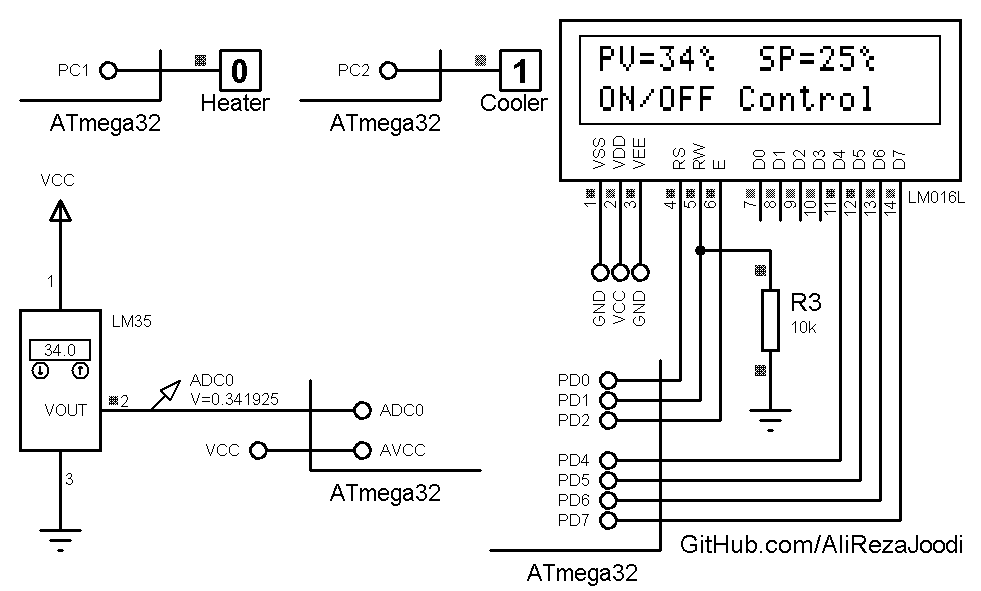 PC1
0
Heater
ATmega32
PC2
1
Cooler
ATmega32
PV=34% SP=25%
ON/OFF Control
VSS
VDD
VEE
RS
RW
E
D0
D1
D2
D3
D4
D5
D6
D7
1
2
3
4
5
6
7
8
9
10
11
12
13
14
LM016L
GND
VCC
GND
R3
10k
VCC
1
LM35
34.0
VOUT
2
3
ADC0
V=0.341925
ADC0
VCC
AVCC
ATmega32
PD0
PD1
PD2
PD4
PD5
PD6
PD7
ATmega32
GitHub.com/AliRezaJoodi